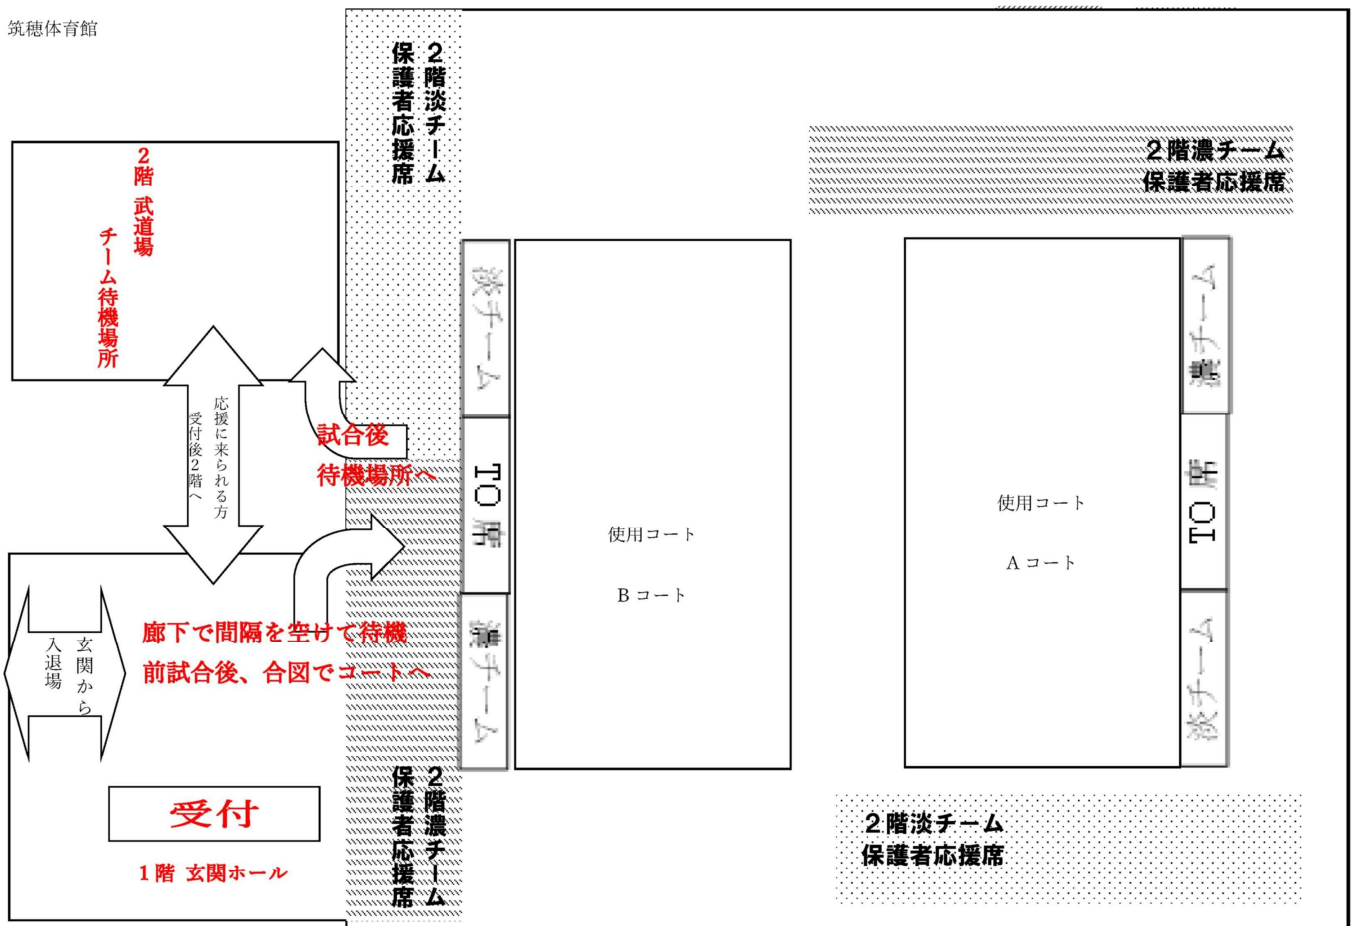 筑穂体育館
2階淡チーム
保護者応援席
2階濃チーム
保護者応援席
2階 武道場
チーム待機場所
応援に来られる方
受付後2階へ
試合後
待機場所へ
淡チーム
TO席
濃チーム
使用コート
Bコート
使用コート
Aコート
濃チーム
TO席
淡チーム
玄関から
入退場
廊下で間隔を空けて待機
前試合後、合図でコートへ
受付
1階 玄関ホール
2階濃チーム
保護者応援席
2階淡チーム
保護者応援席